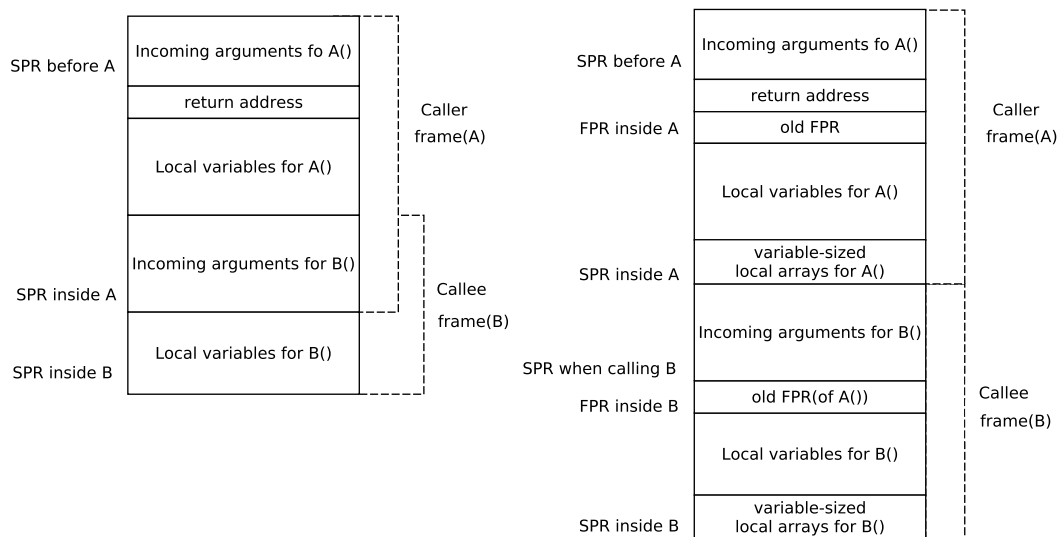 Incoming arguments fo A()
SPR before A
return address
Caller
frame(A)
Local variables for A()
Incoming arguments for B()
SPR inside A
Callee
frame(B)
Local variables for B()
SPR inside B
Incoming arguments fo A()
SPR before A
return address
Caller
frame(A)
FPR inside A
old FPR
Local variables for A()
variable-sized
local arrays for A()
SPR inside A
Incoming arguments for B()
SPR when calling B
old FPR(of A())
FPR inside B
Callee
frame(B)
Local variables for B()
variable-sized
local arrays for B()
SPR inside B